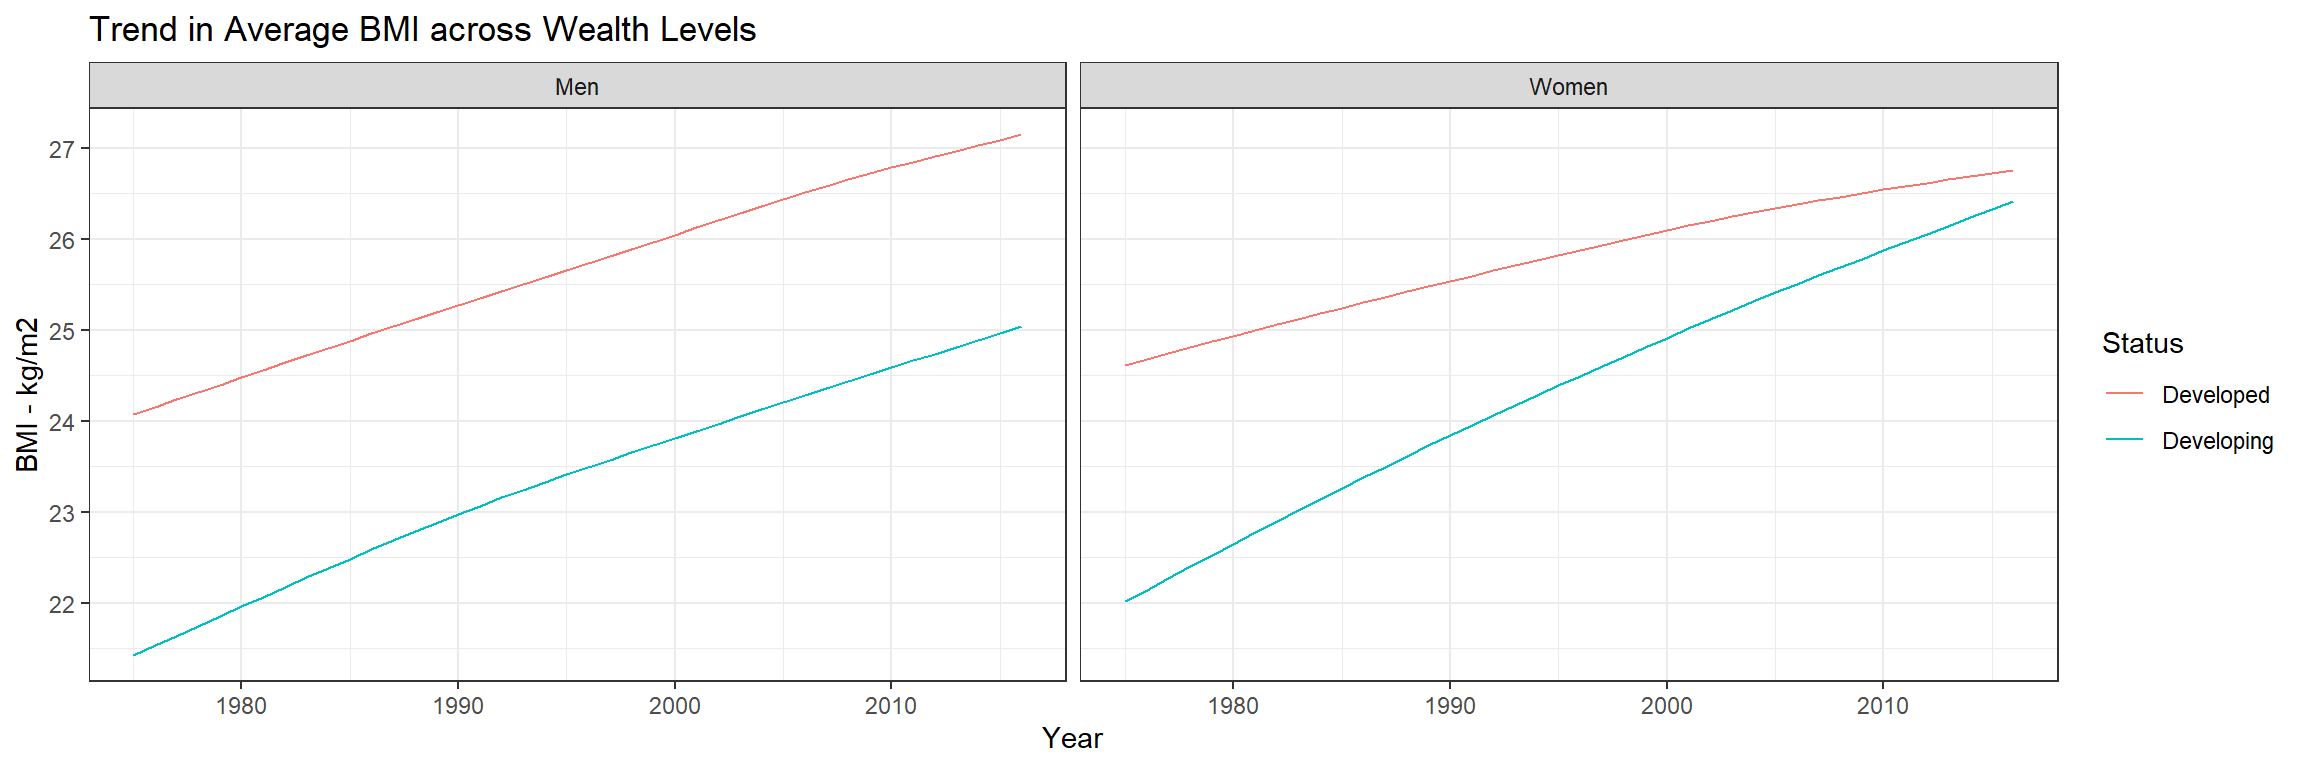 Trend in Average BMI across Wealth Levels
Men
Women
27
26
25
24
23
22
BMI - kg/m2
1980
1990
2000
2010
1980
1990
2000
2010
Year
Status
Developed
Developing